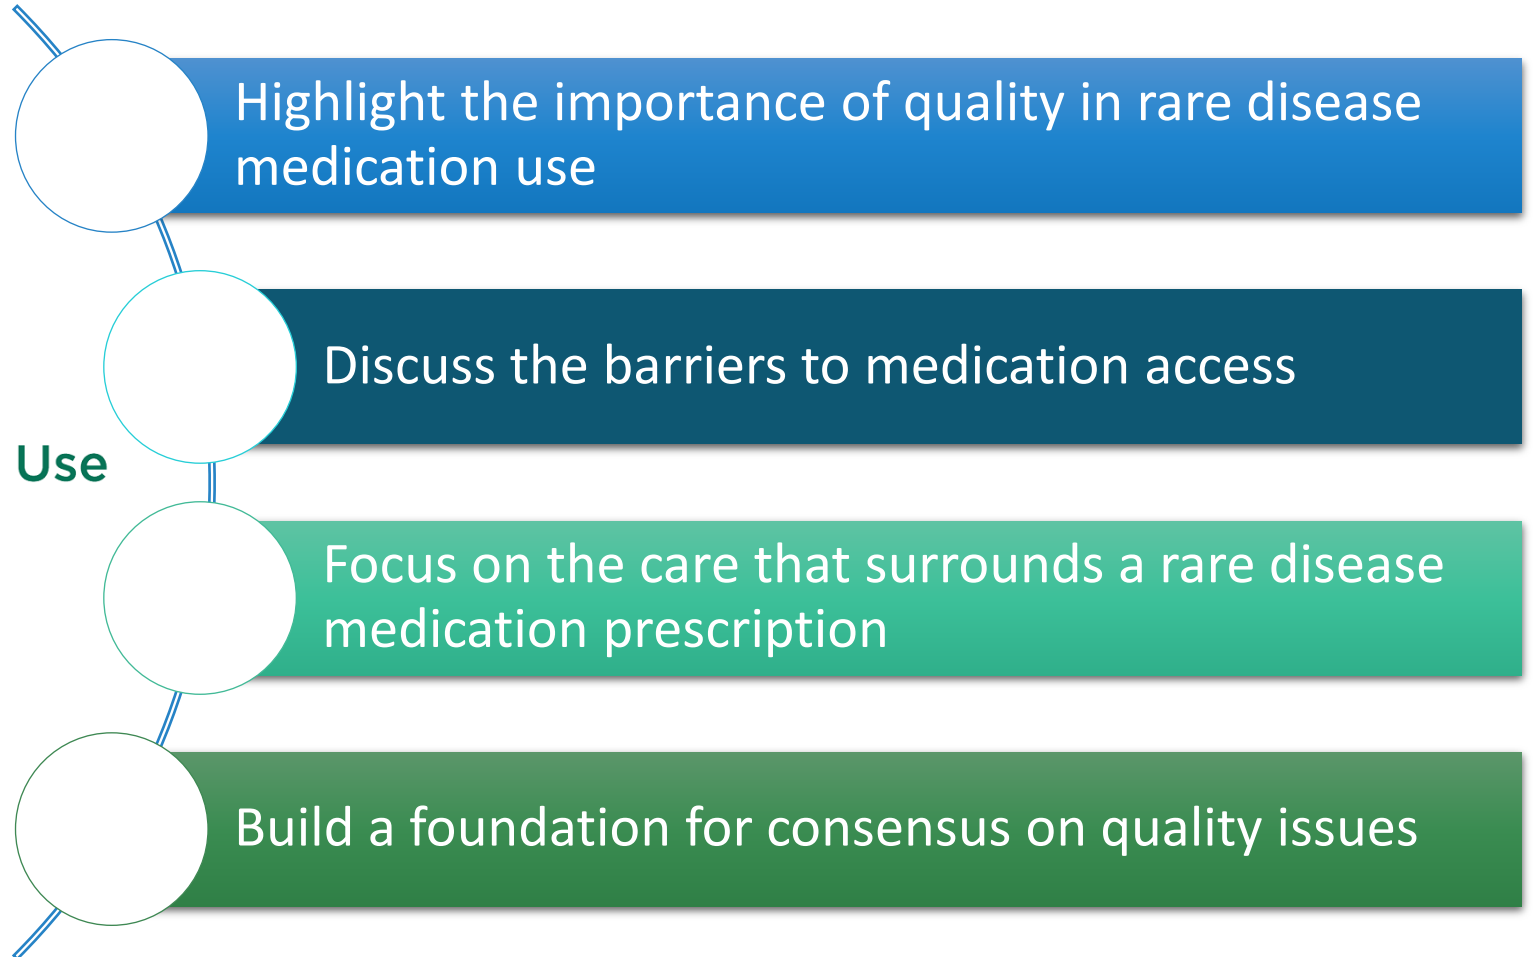 Highlight the importance of quality in rare disease
medication use
Discuss the barriers to medication access
Use
Focus on the care that surrounds a rare disease
medication prescription
Build a foundation for consensus on quality issues